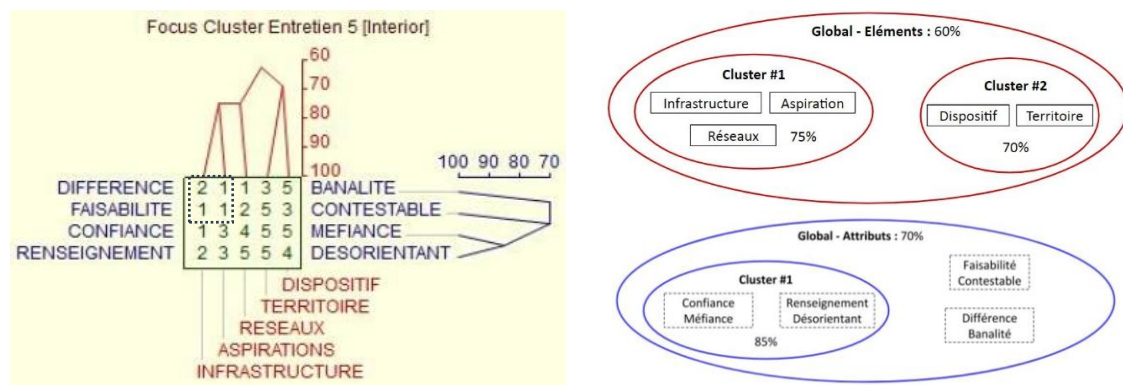 Focus Cluster Entretien 5 [Interior]
60
70
80
90
100
100 90 80 70
DIFFERENCE 2 1 1 3 5 BANALITE
FAISABILITE 1 1 2 5 3 CONTESTABLE
CONFIANCE 1 3 4 5 5 MEFIANCE
RENSEIGNEMENT 2 3 5 5 4 DESORIENTANT
DISPOSITIF
TERRITOIRE
RESEAUX
ASPIRATIONS
INFRASTRUCTURE
Global - Eléments : 60%
Cluster #1
Infrastructure Aspiration
Réseaux 75%
Cluster #2
Dispositif Territoire
70%
Global - Attributs : 70%
Cluster #1
Confiance
Méfiance
Renseignement
Désorientant
85%
Faisabilité
Contestable
Différence
Banalité